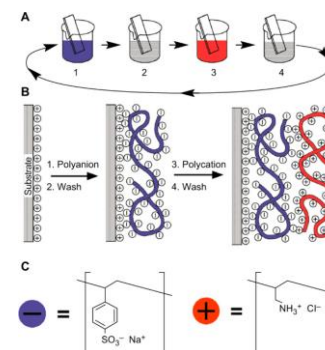 A
1 2 3 4
B
Substrate
1. Polyanion
2. Wash
3. Polycation
4. Wash
C
− =
SO₃⁻ Na⁺
+ =
NH₃⁺ Cl⁻